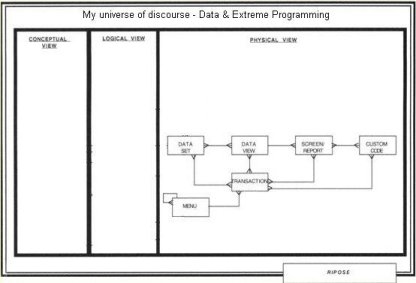 My universe of discourse - Data & Extreme Programming
CONCEPTUAL
VIEW
LOGICAL VIEW
PHYSICAL VIEW
DATA
SET
DATA
VIEW
SCREEN/
REPORT
CUSTOM
CODE
TRANSACTION
MENU
RIPOSE